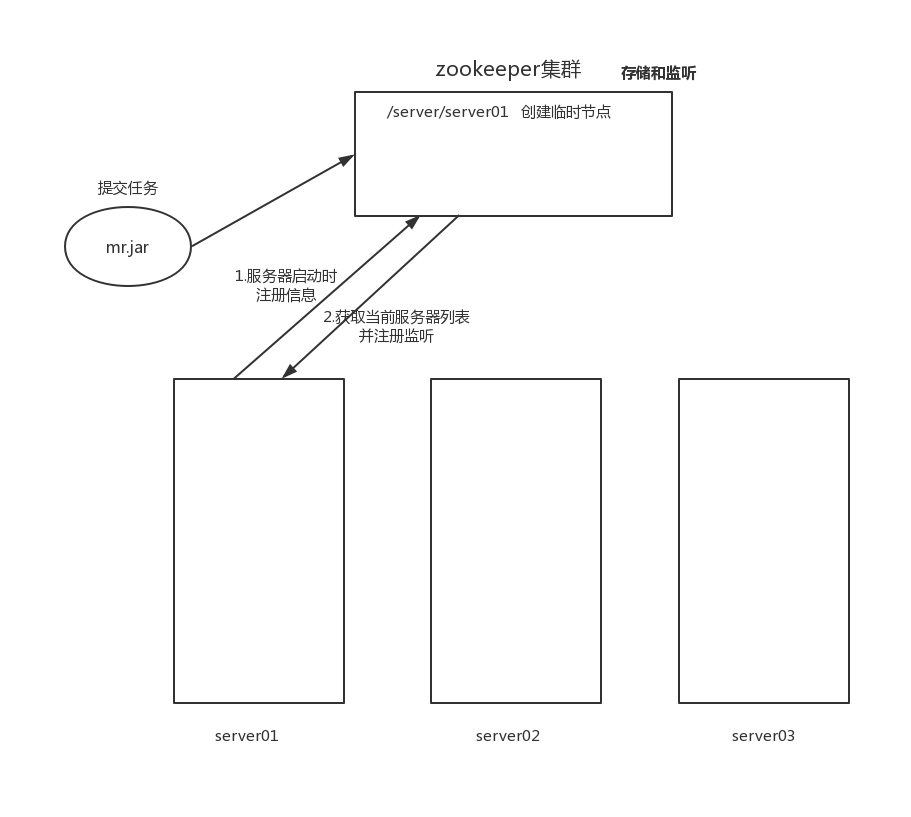 zookeeper集群 存储和监听
/server/server01 创建临时节点
提交任务
mr.jar
1.服务器启动时
注册信息
2.获取当前服务器列表
并注册监听
server01
server02
server03